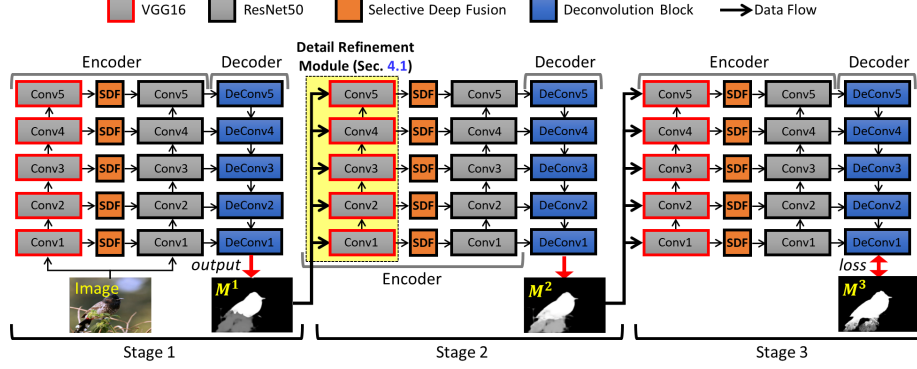 VGG16 ResNet50 Selective Deep Fusion Deconvolution Block Data Flow
Detail Refinement
Module (Sec. 4.1)
Encoder Decoder Decoder Encoder Decoder
Conv5 SDF Conv5 DeConv5 Conv5 SDF Conv5 DeConv5 Conv5 SDF Conv5 DeConv5
Conv4 SDF Conv4 DeConv4 Conv4 SDF Conv4 DeConv4 Conv4 SDF Conv4 DeConv4
Conv3 SDF Conv3 DeConv3 Conv3 SDF Conv3 DeConv3 Conv3 SDF Conv3 DeConv3
Conv2 SDF Conv2 DeConv2 Conv2 SDF Conv2 DeConv2 Conv2 SDF Conv2 DeConv2
Conv1 SDF Conv1 DeConv1 Conv1 SDF Conv1 DeConv1 Conv1 SDF Conv1 DeConv1
output loss
Encoder
Image M¹ M² M³
Stage 1 Stage 2 Stage 3